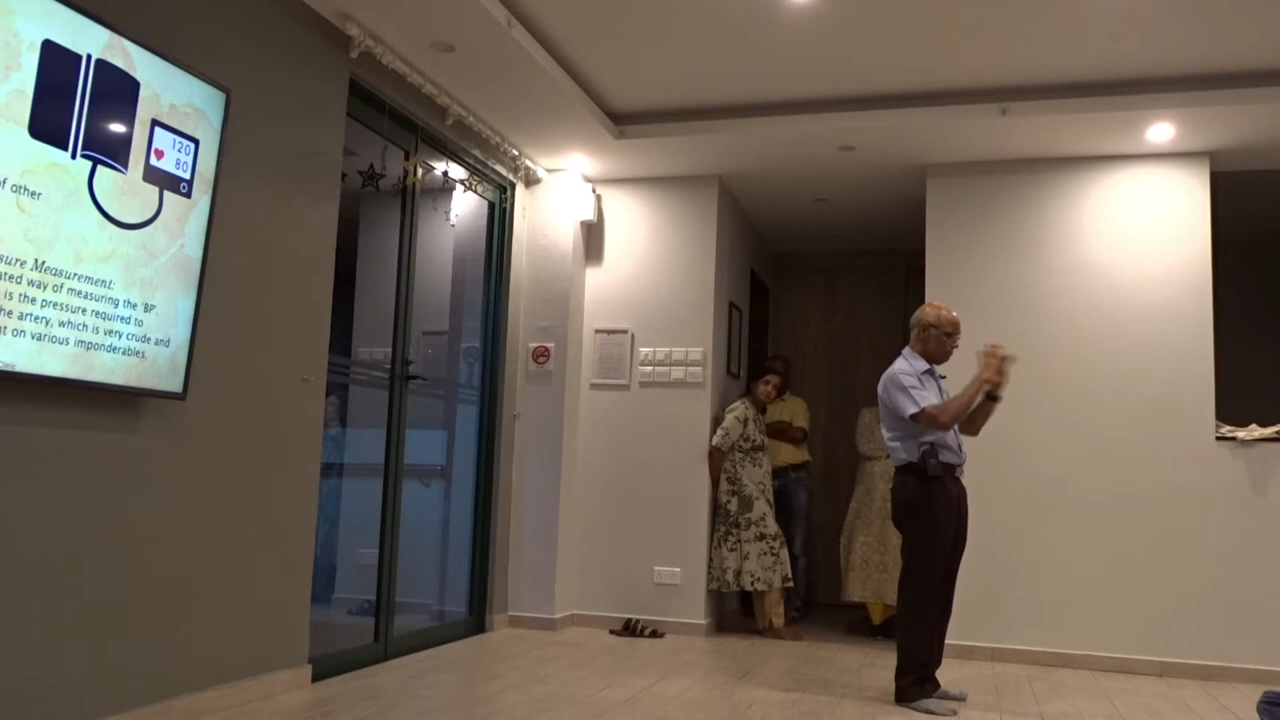 120
80
of other
sure Measurement:
ated way of measuring the 'BP'.
is the pressure required to
he artery, which is very crude and
nt on various imponderables.